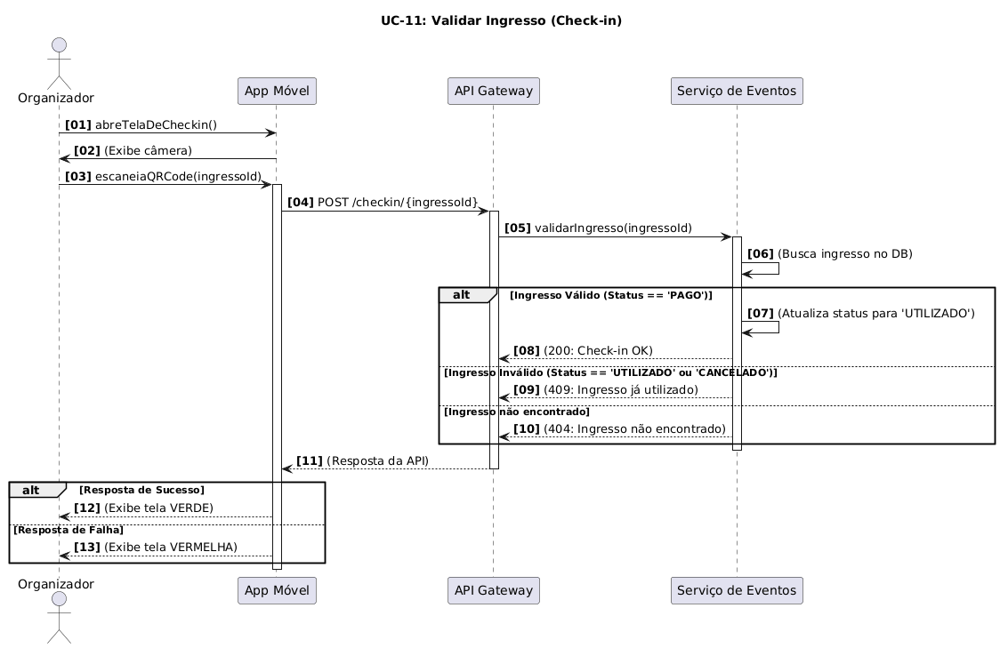 UC-11: Validar Ingresso (Check-in)
Organizador
App Móvel
API Gateway
Serviço de Eventos
[01] abreTelaDeCheckin()
[02] (Exibe câmera)
[03] escaneiaQRCode(ingressoId)
[04] POST /checkin/{ingressoId}
[05] validarIngresso(ingressoId)
[06] (Busca ingresso no DB)
alt [Ingresso Válido (Status == 'PAGO')]
[07] (Atualiza status para 'UTILIZADO')
[08] (200: Check-in OK)
[Ingresso Inválido (Status == 'UTILIZADO' ou 'CANCELADO')]
[09] (409: Ingresso já utilizado)
[Ingresso não encontrado]
[10] (404: Ingresso não encontrado)
[11] (Resposta da API)
alt [Resposta de Sucesso]
[12] (Exibe tela VERDE)
[Resposta de Falha]
[13] (Exibe tela VERMELHA)
Organizador
App Móvel
API Gateway
Serviço de Eventos